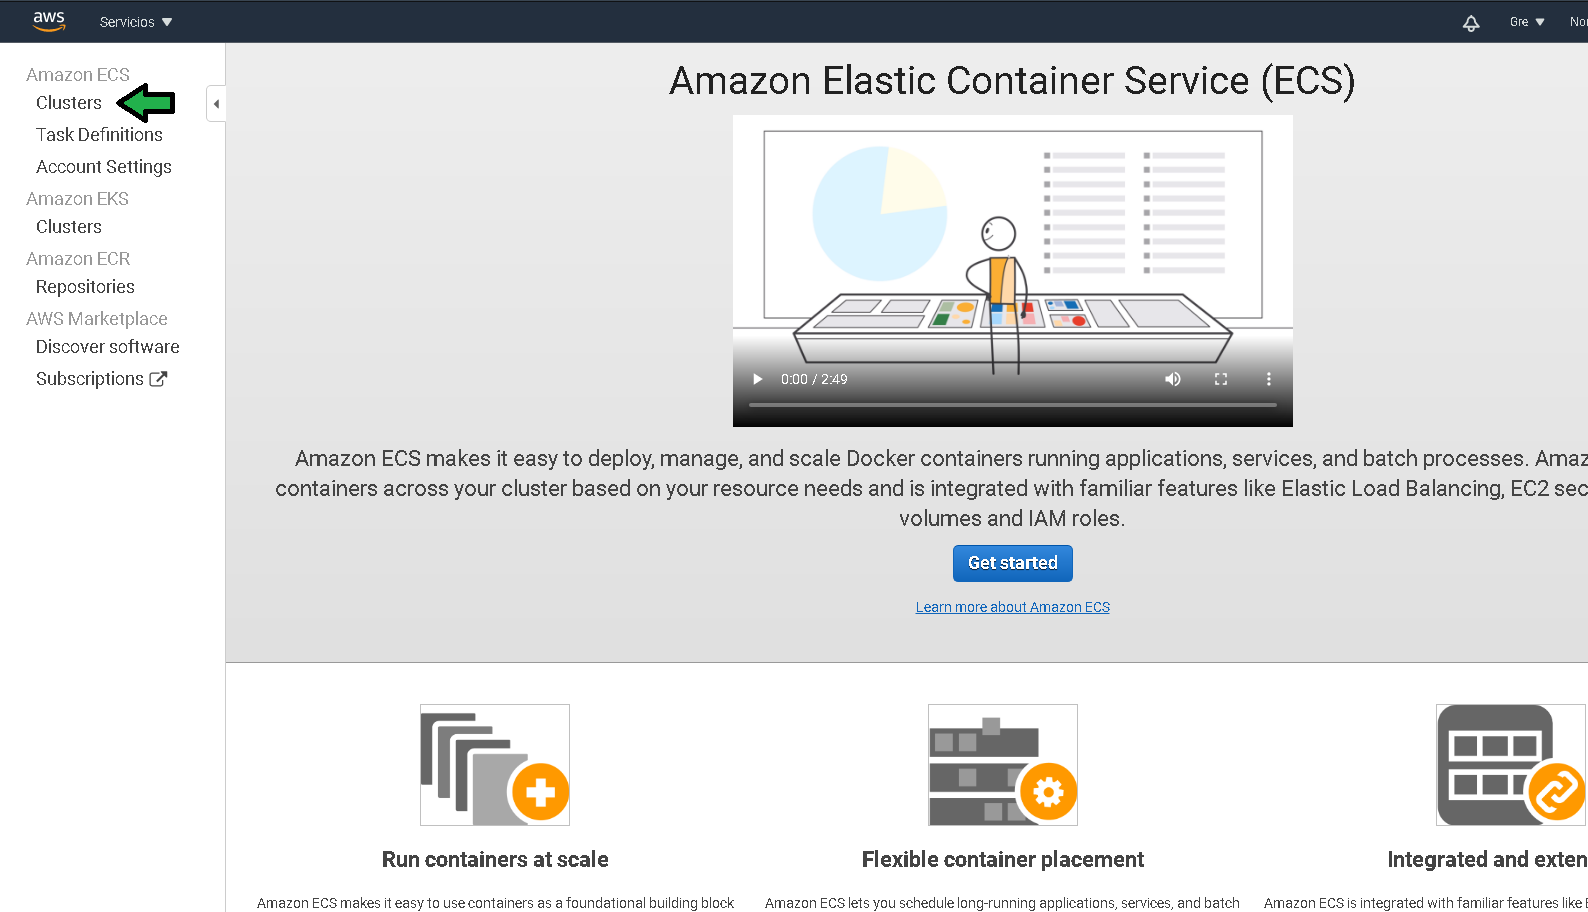 aws
Servicios
Gre
Amazon ECS
Clusters
Task Definitions
Account Settings
Amazon EKS
Clusters
Amazon ECR
Repositories
AWS Marketplace
Discover software
Subscriptions
Amazon Elastic Container Service (ECS)
0:00 / 2:49
Amazon ECS makes it easy to deploy, manage, and scale Docker containers running applications, services, and batch processes.
containers across your cluster based on your resource needs and is integrated with familiar features like Elastic Load Balancing, EC2
volumes and IAM roles.
Get started
Learn more about Amazon ECS
Run containers at scale
Amazon ECS makes it easy to use containers as a foundational building block
Flexible container placement
Amazon ECS lets you schedule long-running applications, services, and batch
Integrated and
Amazon ECS is integrated with familiar features like